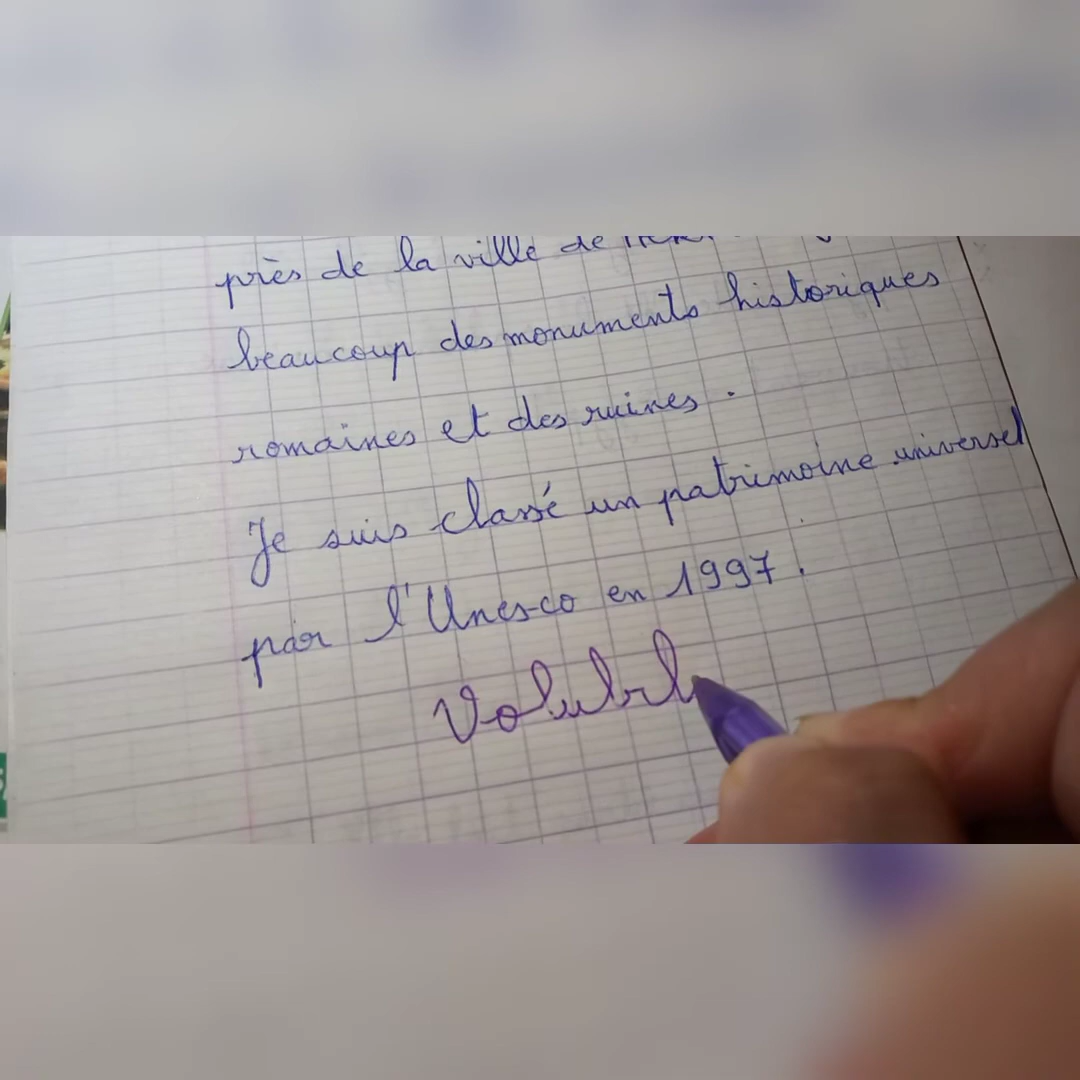 près de la ville de
beaucoup des monuments historiques
romaines et des ruines.
Je suis classé un patrimoine universel
par l'Unesco en 1997.
Volubil